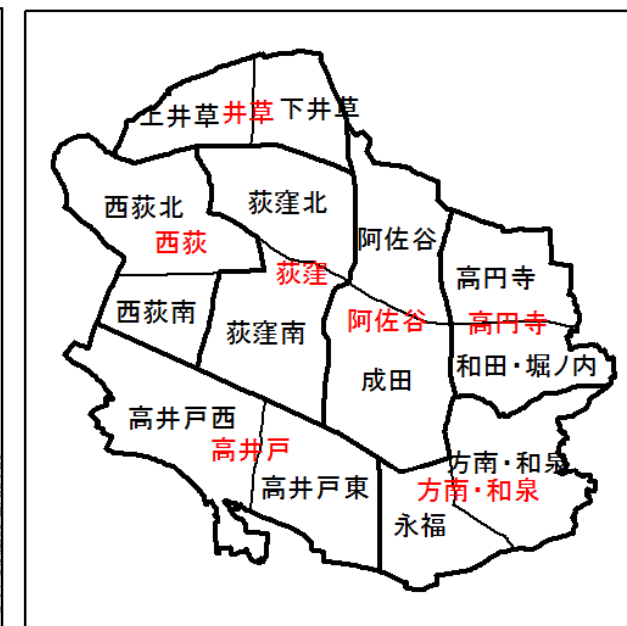 上井草
井草
下井草
西荻北
荻窪北
西荻
阿佐谷
荻窪
高円寺
西荻南
荻窪南
阿佐谷
高円寺
成田
和田・堀ノ内
高井戸西
高井戸
高井戸東
方南・和泉
方南・和泉
永福